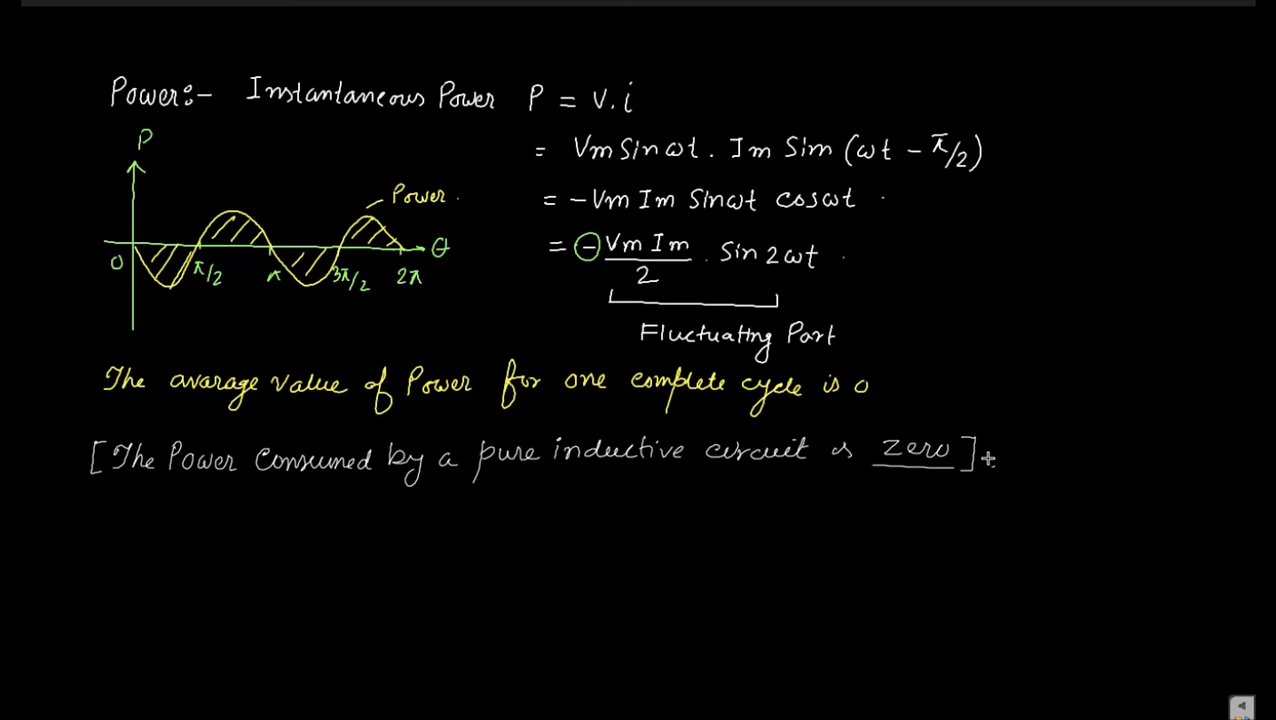 Power:- Instantaneous Power P = V.i
= Vm Sin ωt . Im Sim (ωt - π/2)
= -Vm Im Sinωt cosωt
= - Vm Im / 2 . Sin 2ωt
Fluctuating Part
P
Power
θ
0 π/2 π 3π/2 2π
The avarage value of Power for one complete cycle is 0
[The Power Consumed by a pure inductive circuit is zero]